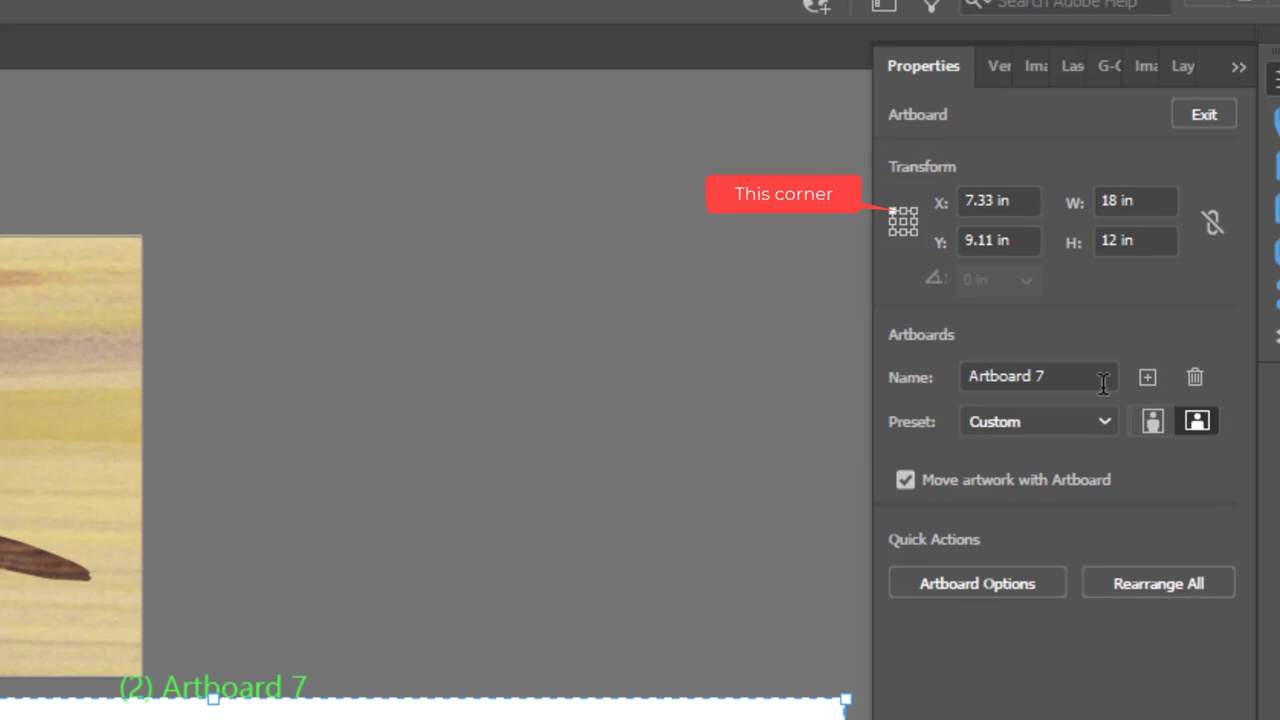 Search Adobe Help
Properties
Ver
Ima
Las
G-C
Ima
Lay
Artboard
Exit
Transform
This corner
X: 7.33 in
W: 18 in
Y: 9.11 in
H: 12 in
0 in
Artboards
Name: Artboard 7
Preset: Custom
Move artwork with Artboard
Quick Actions
Artboard Options
Rearrange All
(2) Artboard 7